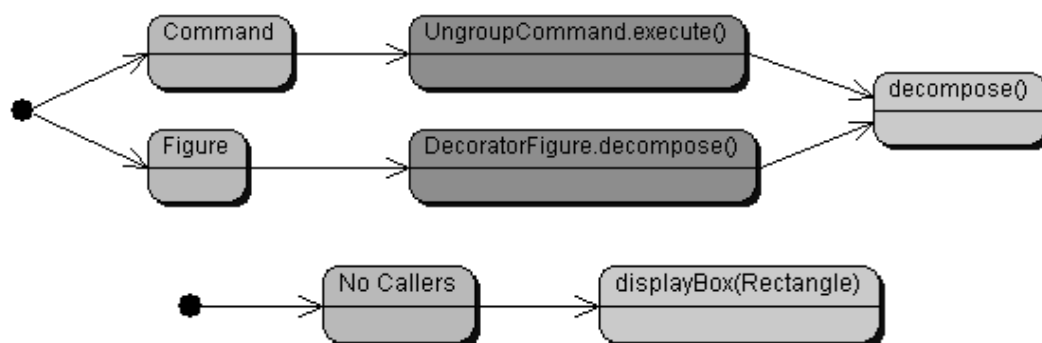 Command
UngroupCommand.execute()
decompose()
Figure
DecoratorFigure.decompose()
No Callers
displayBox(Rectangle)